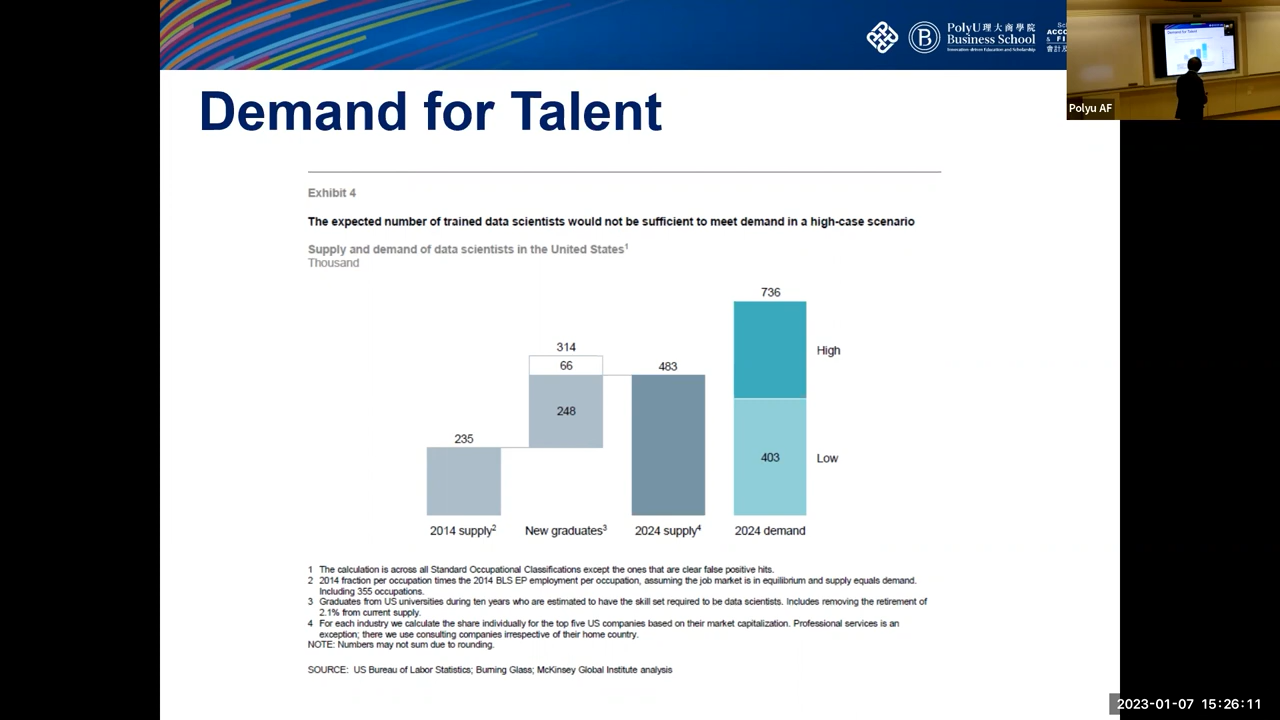 PolyU 理大商學院
Business School
Innovation-driven Education and Scholarship
ACCO
& FI
Polyu AF
Demand for Talent
Exhibit 4
The expected number of trained data scientists would not be sufficient to meet demand in a high-case scenario
Supply and demand of data scientists in the United States1
Thousand
736
314
66
483
High
248
235
403
Low
2014 supply2
New graduates3
2024 supply4
2024 demand
1 The calculation is across all Standard Occupational Classifications except the ones that are clear false positive hits.
2 2014 fraction per occupation times the 2014 BLS EP employment per occupation, assuming the job market is in equilibrium and supply equals demand.
Including 355 occupations.
3 Graduates from US universities during ten years who are estimated to have the skill set required to be data scientists. Includes removing the retirement of
2.1% from current supply.
4 For each industry we calculate the share individually for the top five US companies based on their market capitalization. Professional services is an
exception; there we use consulting companies irrespective of their home country.
NOTE: Numbers may not sum due to rounding.
SOURCE: US Bureau of Labor Statistics; Burning Glass; McKinsey Global Institute analysis
2023-01-07 15:26:11